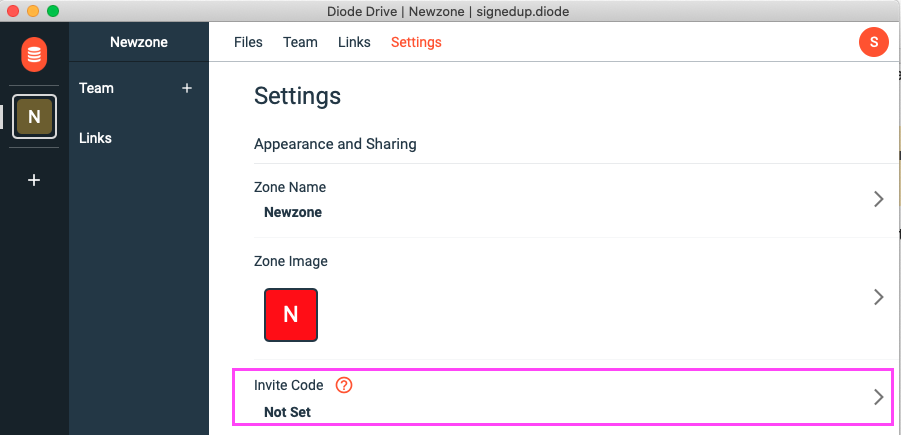 Diode Drive | Newzone | signedup.diode
Newzone
Files Team Links Settings
S
N
Team +
Links
+
Settings
Appearance and Sharing
Zone Name
Newzone
Zone Image
N
Invite Code ?
Not Set